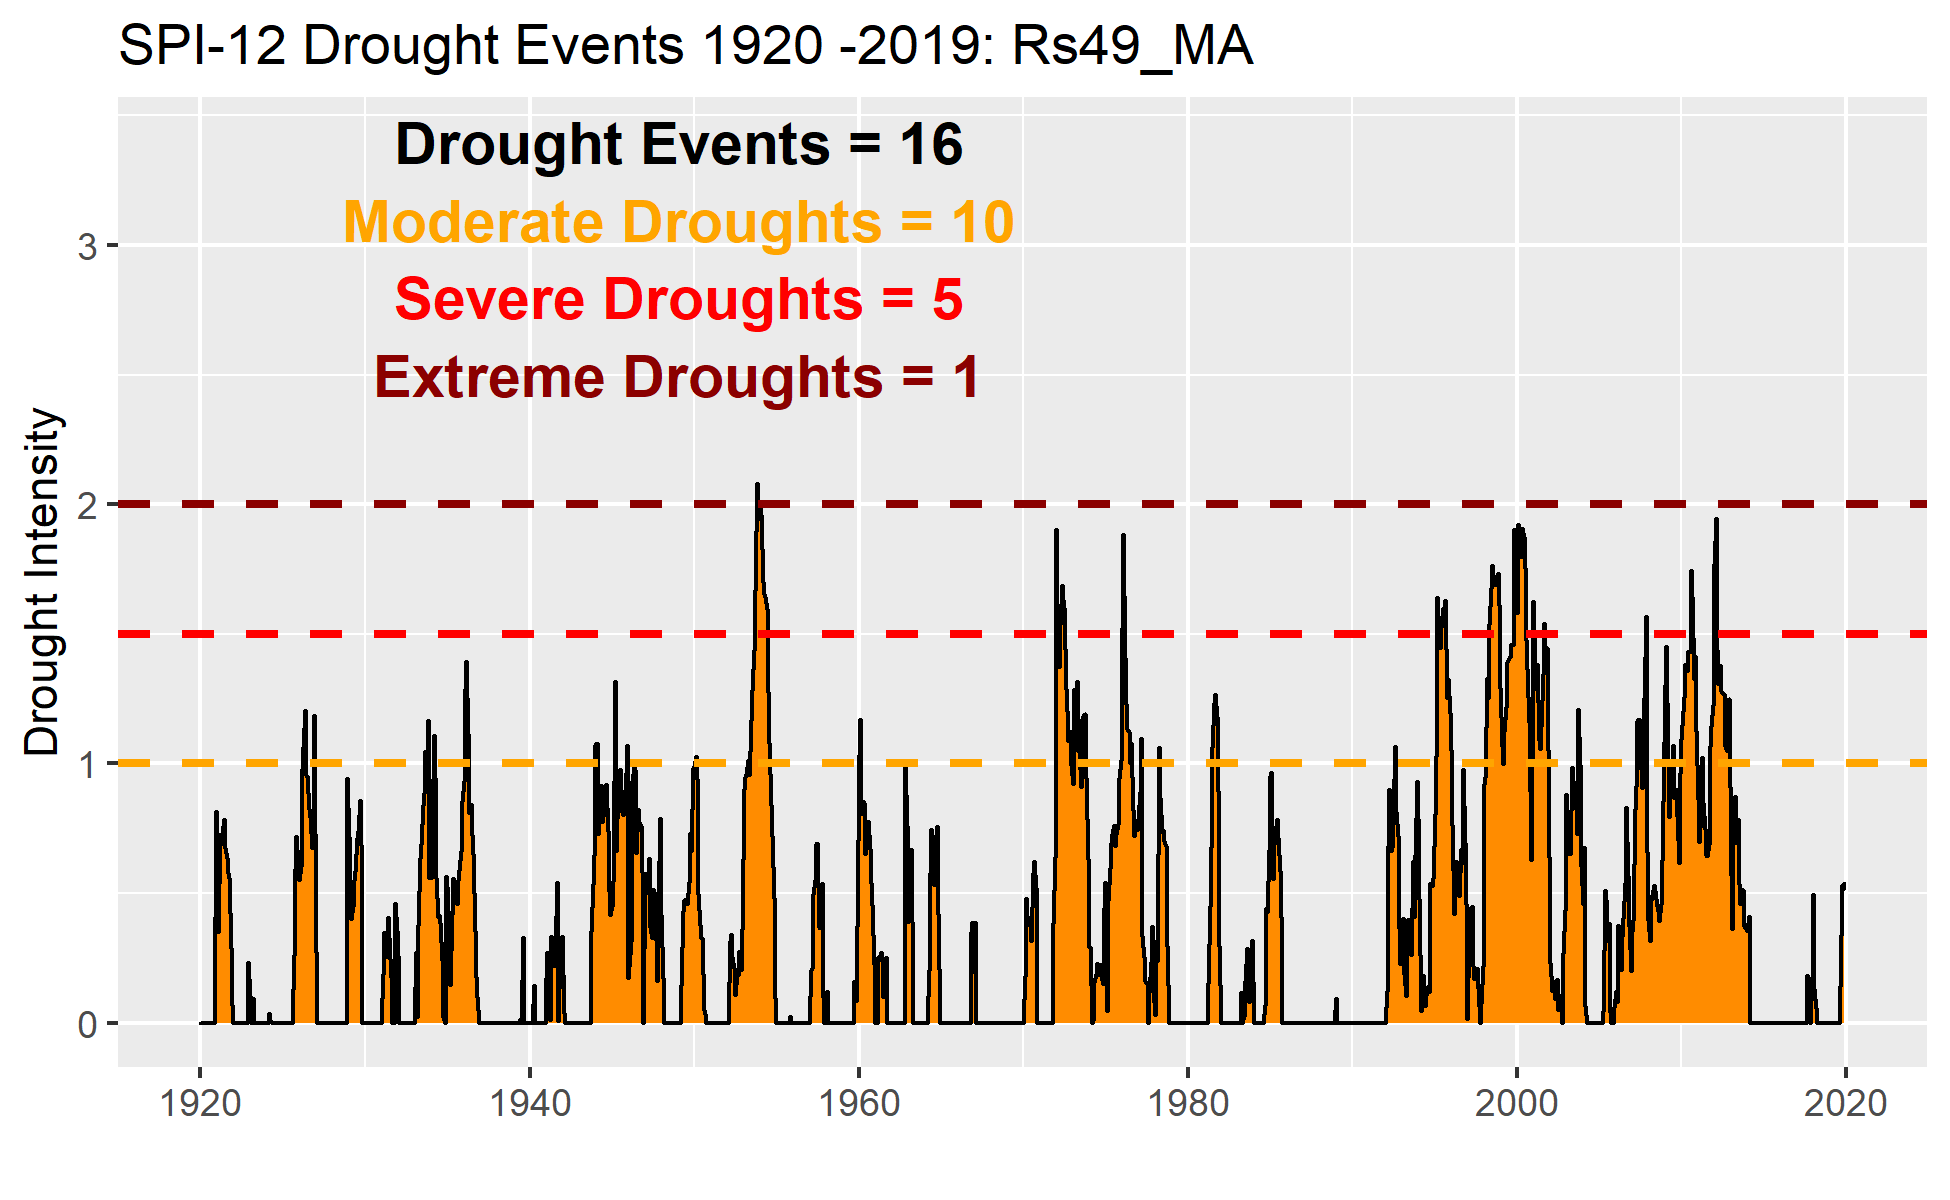 SPI-12 Drought Events 1920 -2019: Rs49_MA
Drought Events = 16
Moderate Droughts = 10
Severe Droughts = 5
Extreme Droughts = 1
Drought Intensity
3
2
1
0
1920 1940 1960 1980 2000 2020